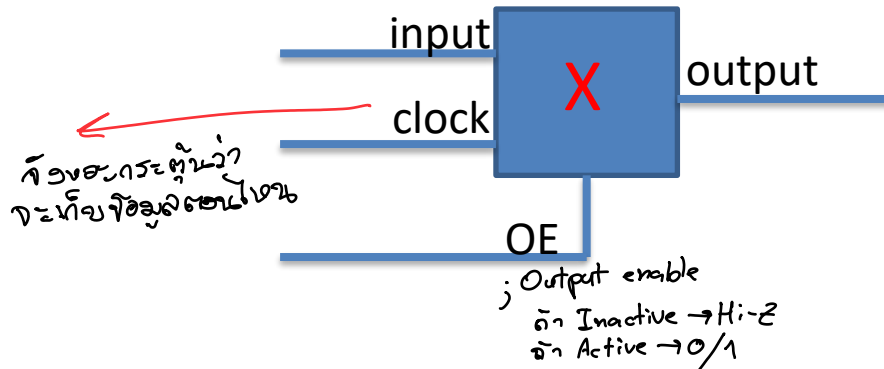 input
X
output
clock
จังหวะกระตุ้นว่า
จะเก็บข้อมูลตอนไหน
OE
; Output enable
ถ้า Inactive → Hi-Z
ถ้า Active → 0/1